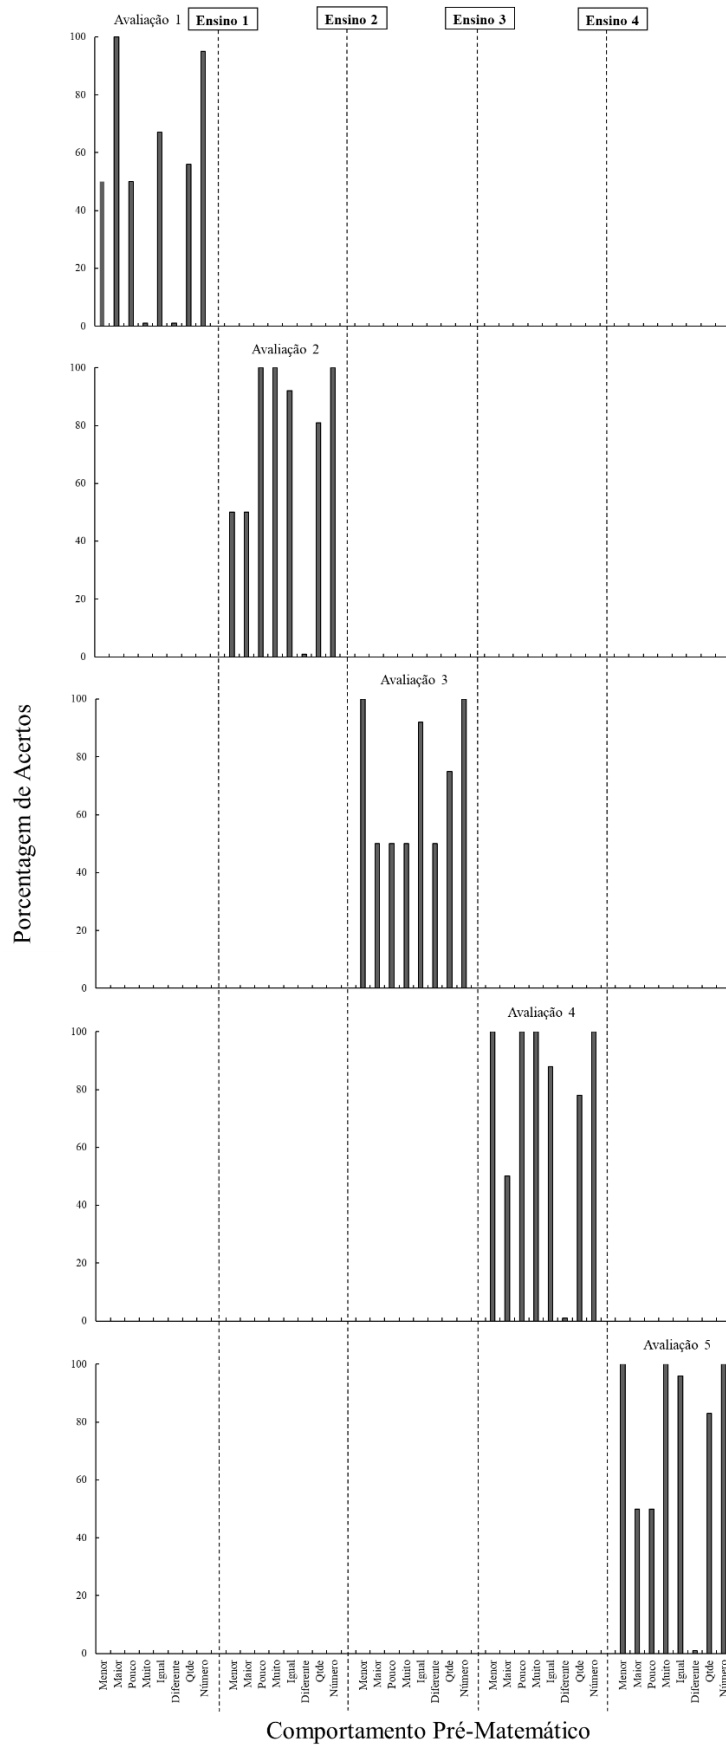 Avaliação 1
Ensino 1
Ensino 2
Ensino 3
Ensino 4
100
80
60
40
20
0
Avaliação 2
100
80
60
40
20
0
Avaliação 3
100
80
60
40
20
0
Avaliação 4
100
80
60
40
20
0
Avaliação 5
100
80
60
40
20
0
Porcentagem de Acertos
Menor
Maior
Pouco
Muito
Igual
Diferente
Qtde
Número
Menor
Maior
Pouco
Muito
Igual
Diferente
Qtde
Número
Menor
Maior
Pouco
Muito
Igual
Diferente
Qtde
Número
Menor
Maior
Pouco
Muito
Igual
Diferente
Qtde
Número
Menor
Maior
Pouco
Muito
Igual
Diferente
Qtde
Número
Comportamento Pré-Matemático